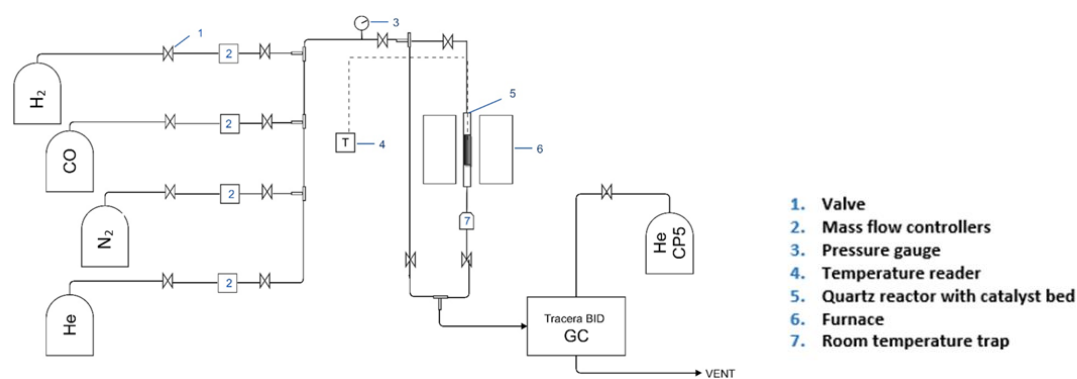 3
1
2
H2
5
2
T
4
6
CO
2
7
N2
He
CP5
2
He
Tracera BID
GC
VENT
1. Valve
2. Mass flow controllers
3. Pressure gauge
4. Temperature reader
5. Quartz reactor with catalyst bed
6. Furnace
7. Room temperature trap